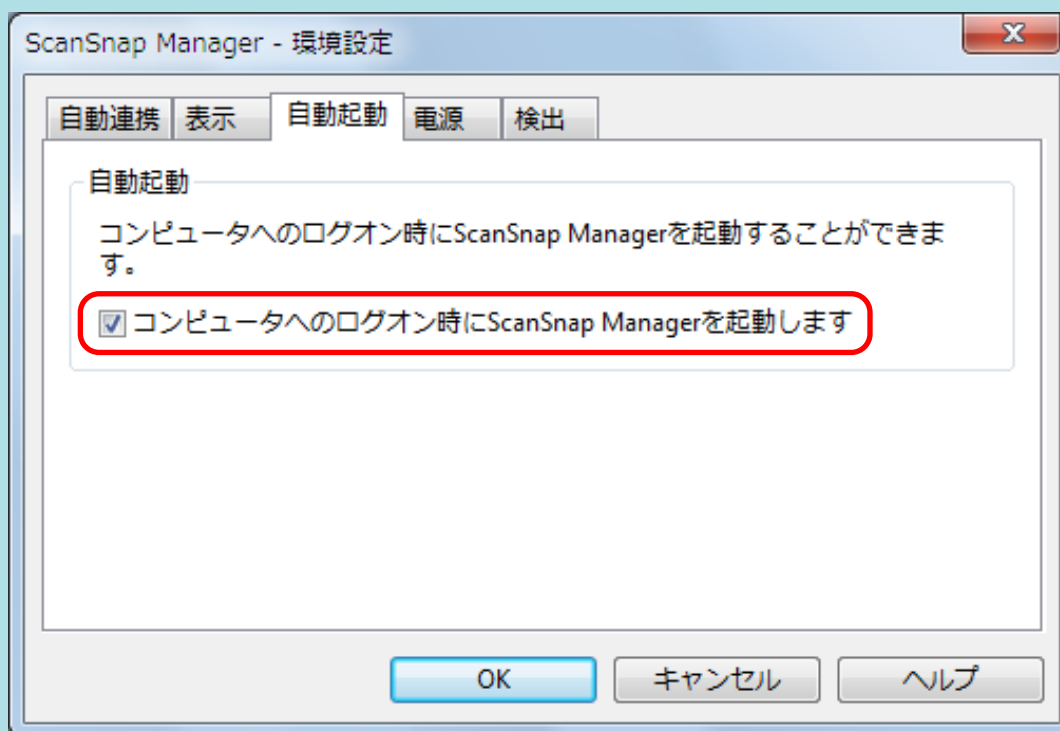 ScanSnap Manager - 環境設定
自動連携 表示 自動起動 電源 検出
自動起動
コンピュータへのログオン時にScanSnap Managerを起動することができま
す。
コンピュータへのログオン時にScanSnap Managerを起動します
OK キャンセル ヘルプ